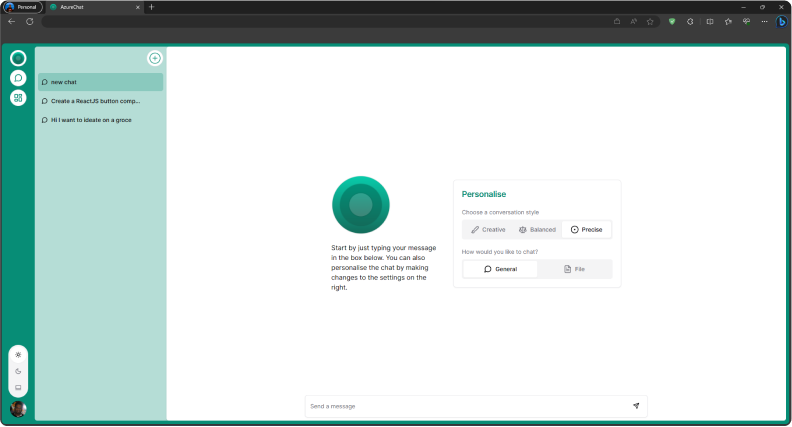 Personal
AzureChat
new chat
Create a ReactJS button comp...
Hi I want to ideate on a groce
Start by just typing your message
in the box below. You can also
personalise the chat by making
changes to the settings on the
right.
Personalise
Choose a conversation style
Creative
Balanced
Precise
How would you like to chat?
General
File
Send a message